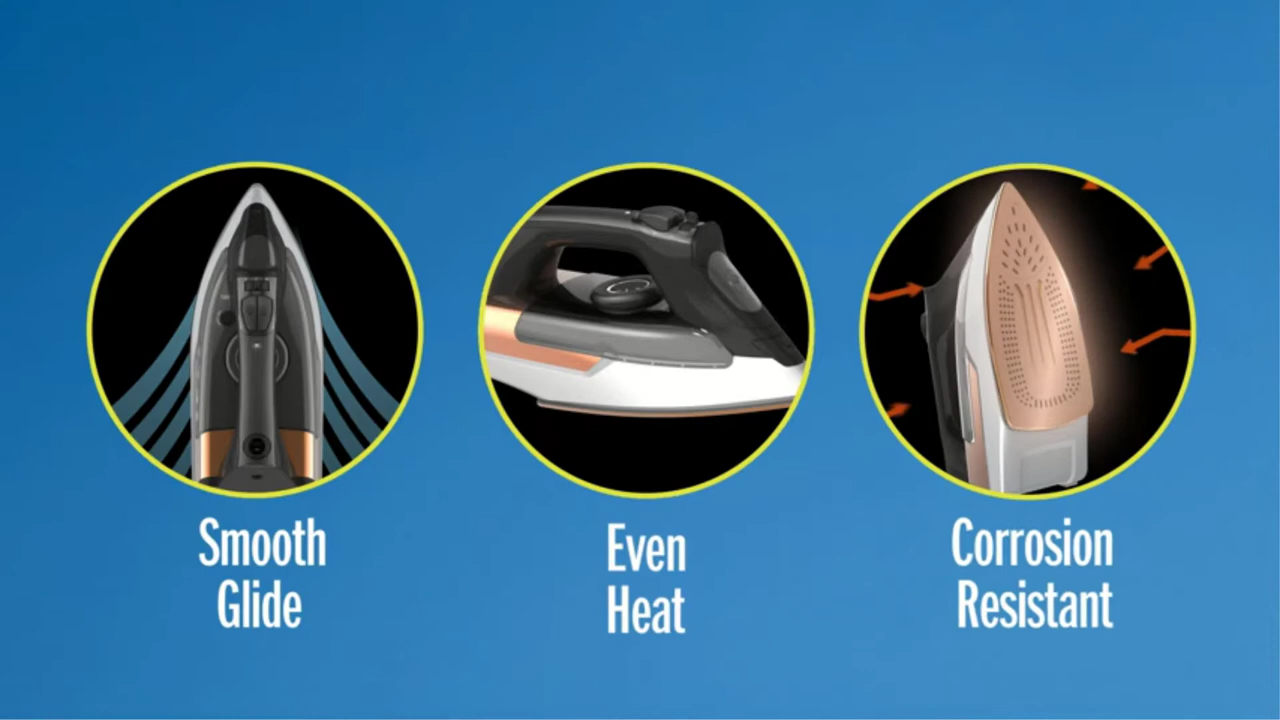 Smooth
Glide
Even
Heat
Corrosion
Resistant